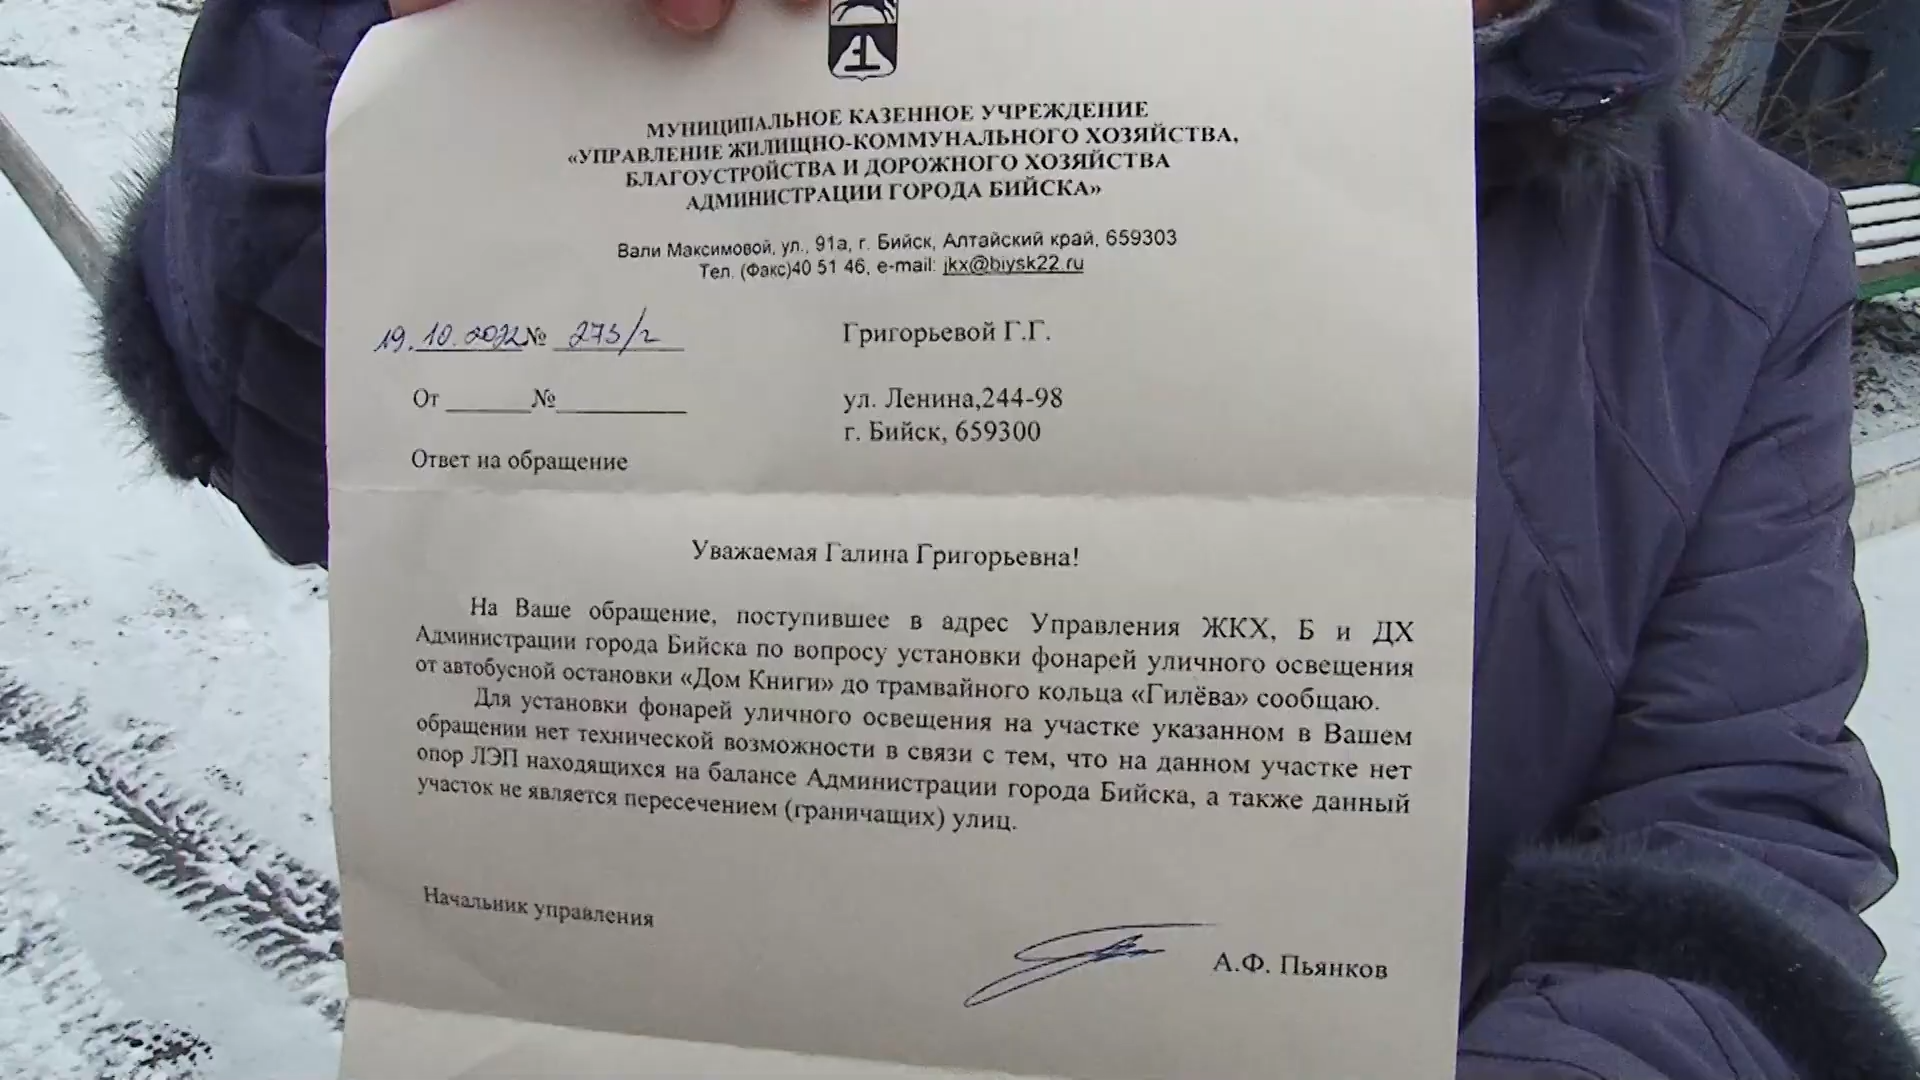 МУНИЦИПАЛЬНОЕ КАЗЕННОЕ УЧРЕЖДЕНИЕ
«УПРАВЛЕНИЕ ЖИЛИЩНО-КОММУНАЛЬНОГО ХОЗЯЙСТВА,
БЛАГОУСТРОЙСТВА И ДОРОЖНОГО ХОЗЯЙСТВА
АДМИНИСТРАЦИИ ГОРОДА БИЙСКА»
Вали Максимовой, ул., 91а, г. Бийск, Алтайский край, 659303
Тел. (Факс)40 51 46, e-mail: jkx@biysk22.ru
19.10.2022 № 273/г
Григорьевой Г.Г.
От ______ №_________
ул. Ленина,244-98
г. Бийск, 659300
Ответ на обращение
Уважаемая Галина Григорьевна!
На Ваше обращение, поступившее в адрес Управления ЖКХ, Б и ДХ
Администрации города Бийска по вопросу установки фонарей уличного освещения
от автобусной остановки «Дом Книги» до трамвайного кольца «Гилёва» сообщаю.
Для установки фонарей уличного освещения на участке указанном в Вашем
обращении нет технической возможности в связи с тем, что на данном участке нет
опор ЛЭП находящихся на балансе Администрации города Бийска, а также данный
участок не является пересечением (граничащих) улиц.
Начальник управления
А.Ф. Пьянков